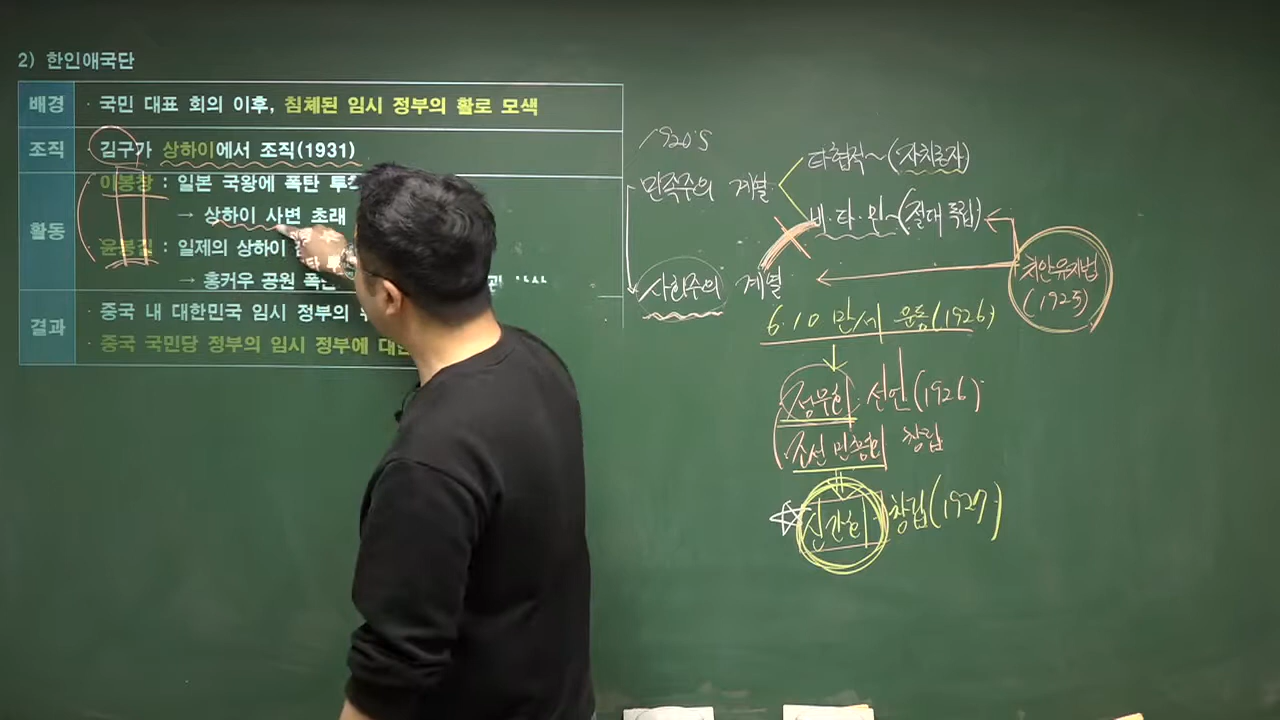 2) 한인애국단
배경 · 국민 대표 회의 이후, 침체된 임시 정부의 활로 모색
조직 · 김구가 상하이에서 조직(1931)
활동 · 이봉창 : 일본 국왕에 폭탄 투척
→ 상하이 사변 초래
· 윤봉길 : 일제의 상하이
→ 홍커우 공원 폭탄
결과 · 중국 내 대한민국 임시 정부의
· 중국 국민당 정부의 임시 정부에 대한
1920's
민족주의 계열
타협적~(자치론자)
비·타·민~(절대 독립)
사회주의 계열
치안유지법
(1925)
6·10 만세 운동(1926)
정우회 선언(1926)
조선 민흥회 창립
신간회 창립(1927)